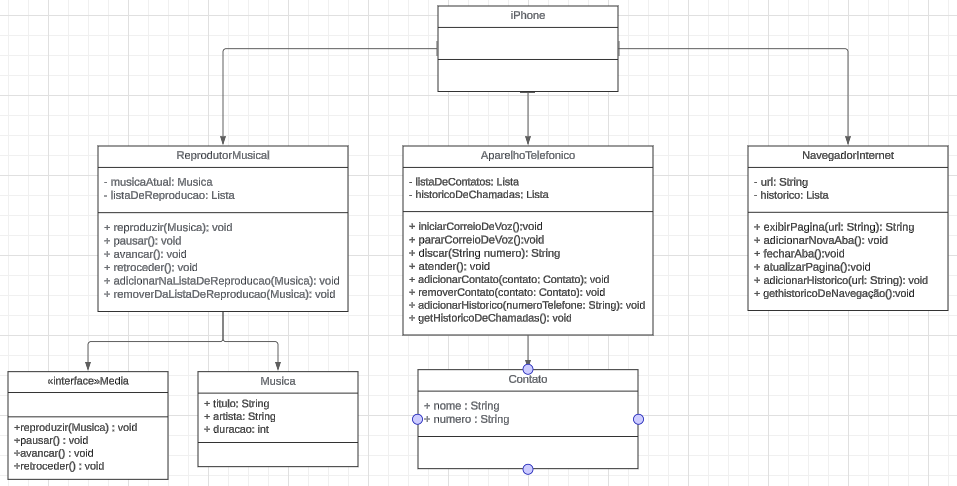 iPhone
ReprodutorMusical
- musicaAtual: Musica
- listaDeReproducao: Lista
+ reproduzir(Musica): void
+ pausar(): void
+ avancar(): void
+ retroceder(): void
+ adicionarNaListaDeReproducao(Musica): void
+ removerDaListaDeReproducao(Musica): void
AparelhoTelefonico
- listaDeContatos: Lista
- historicoDeChamadas: Lista
+ iniciarCorreioDeVoz():void
+ pararCorreioDeVoz():void
+ discar(String numero): String
+ atender(): void
+ adicionarContato(contato: Contato): void
+ removerContato(contato: Contato): void
+ adicionarHistorico(numeroTelefone: String): void
+ getHistoricoDeChamadas(): void
NavegadorInternet
- url: String
- historico: Lista
+ exibirPagina(url: String): String
+ adicionarNovaAba(): void
+ fecharAba():void
+ atualizarPagina():void
+ adicionarHistorico(url: String): void
+ gethistoricoDeNavegação():void
«interface»Media
+reproduzir(Musica) : void
+pausar() : void
+avancar() : void
+retroceder() : void
Musica
+ titulo: String
+ artista: String
+ duracao: int
Contato
+ nome : String
+ numero : String